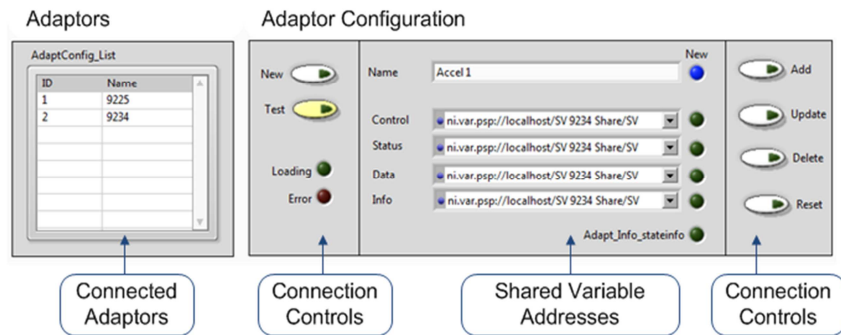 Adaptors
Adaptor Configuration
AdaptConfig_List
ID Name
1 9225
2 9234
New
Test
Loading
Error
Name Accel 1
New
Control ni.var.psp://localhost/SV 9234 Share/SV
Status ni.var.psp://localhost/SV 9234 Share/SV
Data ni.var.psp://localhost/SV 9234 Share/SV
Info ni.var.psp://localhost/SV 9234 Share/SV
Adapt_Info_stateinfo
Add
Update
Delete
Reset
Connected
Adaptors
Connection
Controls
Shared Variable
Addresses
Connection
Controls